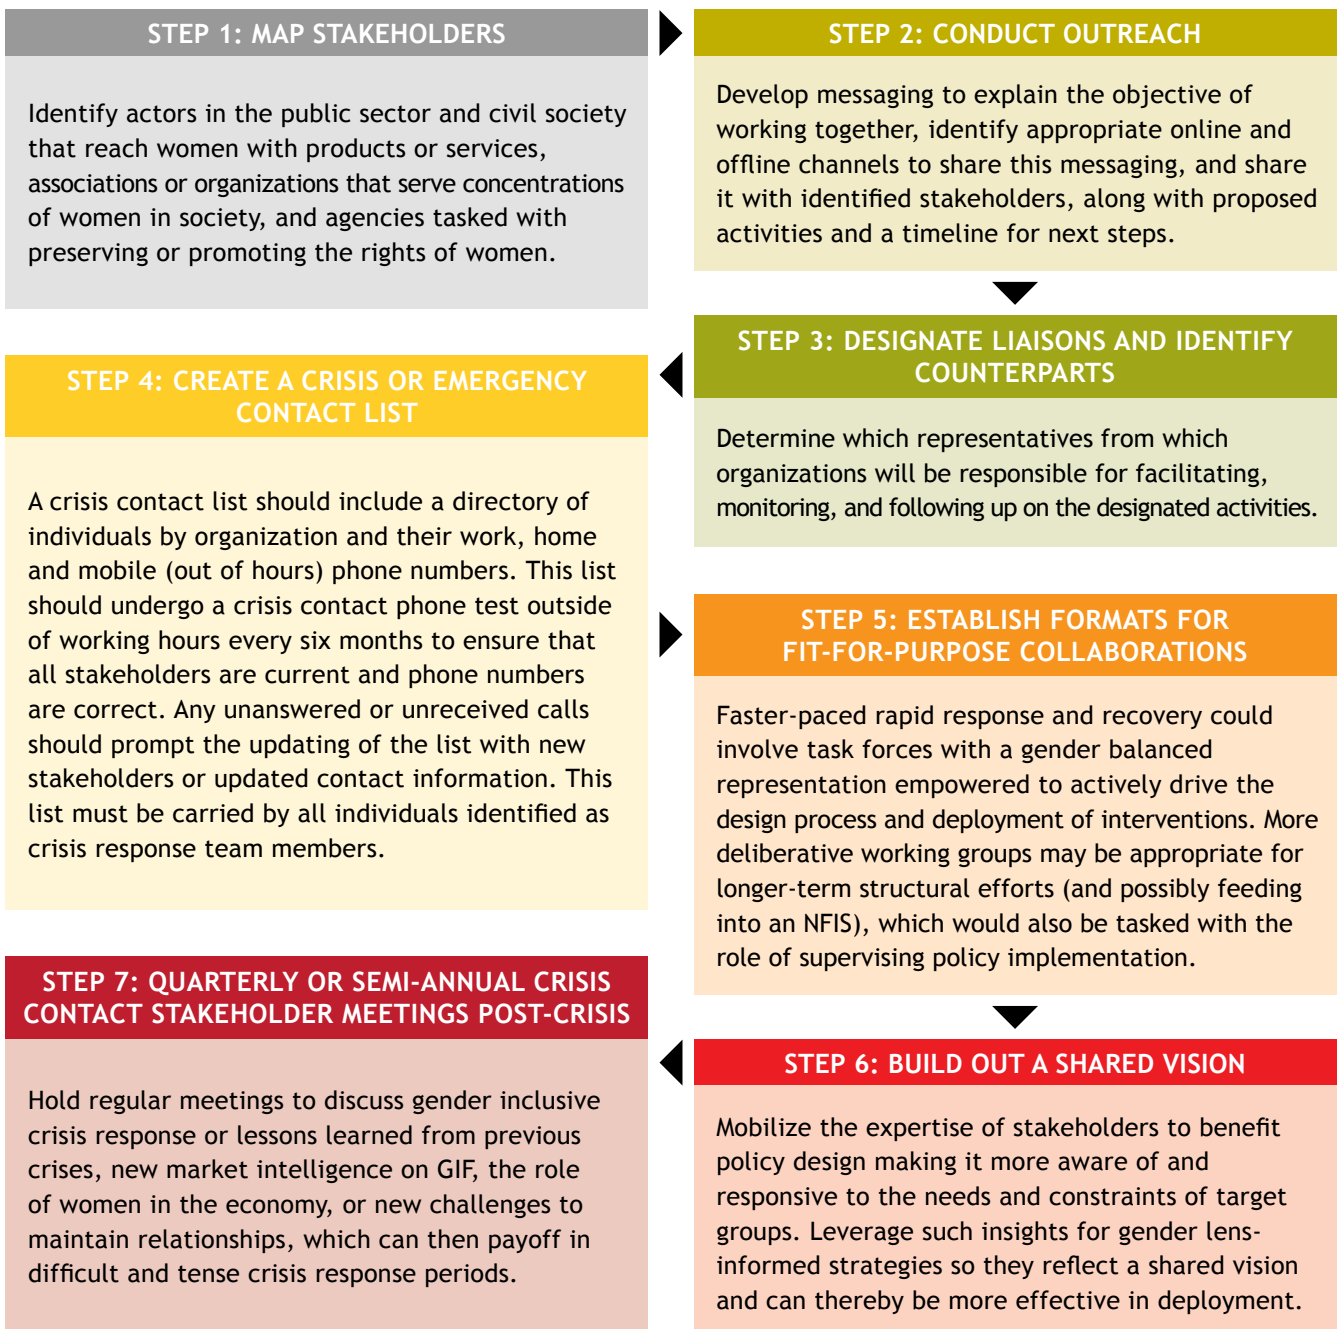 STEP 1: MAP STAKEHOLDERS
Identify actors in the public sector and civil society
that reach women with products or services,
associations or organizations that serve concentrations
of women in society, and agencies tasked with
preserving or promoting the rights of women.
STEP 2: CONDUCT OUTREACH
Develop messaging to explain the objective of
working together, identify appropriate online and
offline channels to share this messaging, and share
it with identified stakeholders, along with proposed
activities and a timeline for next steps.
STEP 3: DESIGNATE LIAISONS AND IDENTIFY
COUNTERPARTS
Determine which representatives from which
organizations will be responsible for facilitating,
monitoring, and following up on the designated activities.
STEP 4: CREATE A CRISIS OR EMERGENCY
CONTACT LIST
A crisis contact list should include a directory of
individuals by organization and their work, home
and mobile (out of hours) phone numbers. This list
should undergo a crisis contact phone test outside
of working hours every six months to ensure that
all stakeholders are current and phone numbers
are correct. Any unanswered or unreceived calls
should prompt the updating of the list with new
stakeholders or updated contact information. This
list must be carried by all individuals identified as
crisis response team members.
STEP 5: ESTABLISH FORMATS FOR
FIT-FOR-PURPOSE COLLABORATIONS
Faster-paced rapid response and recovery could
involve task forces with a gender balanced
representation empowered to actively drive the
design process and deployment of interventions. More
deliberative working groups may be appropriate for
longer-term structural efforts (and possibly feeding
into an NFIS), which would also be tasked with the
role of supervising policy implementation.
STEP 6: BUILD OUT A SHARED VISION
Mobilize the expertise of stakeholders to benefit
policy design making it more aware of and
responsive to the needs and constraints of target
groups. Leverage such insights for gender lens-
informed strategies so they reflect a shared vision
and can thereby be more effective in deployment.
STEP 7: QUARTERLY OR SEMI-ANNUAL CRISIS
CONTACT STAKEHOLDER MEETINGS POST-CRISIS
Hold regular meetings to discuss gender inclusive
crisis response or lessons learned from previous
crises, new market intelligence on GIF, the role
of women in the economy, or new challenges to
maintain relationships, which can then payoff in
difficult and tense crisis response periods.